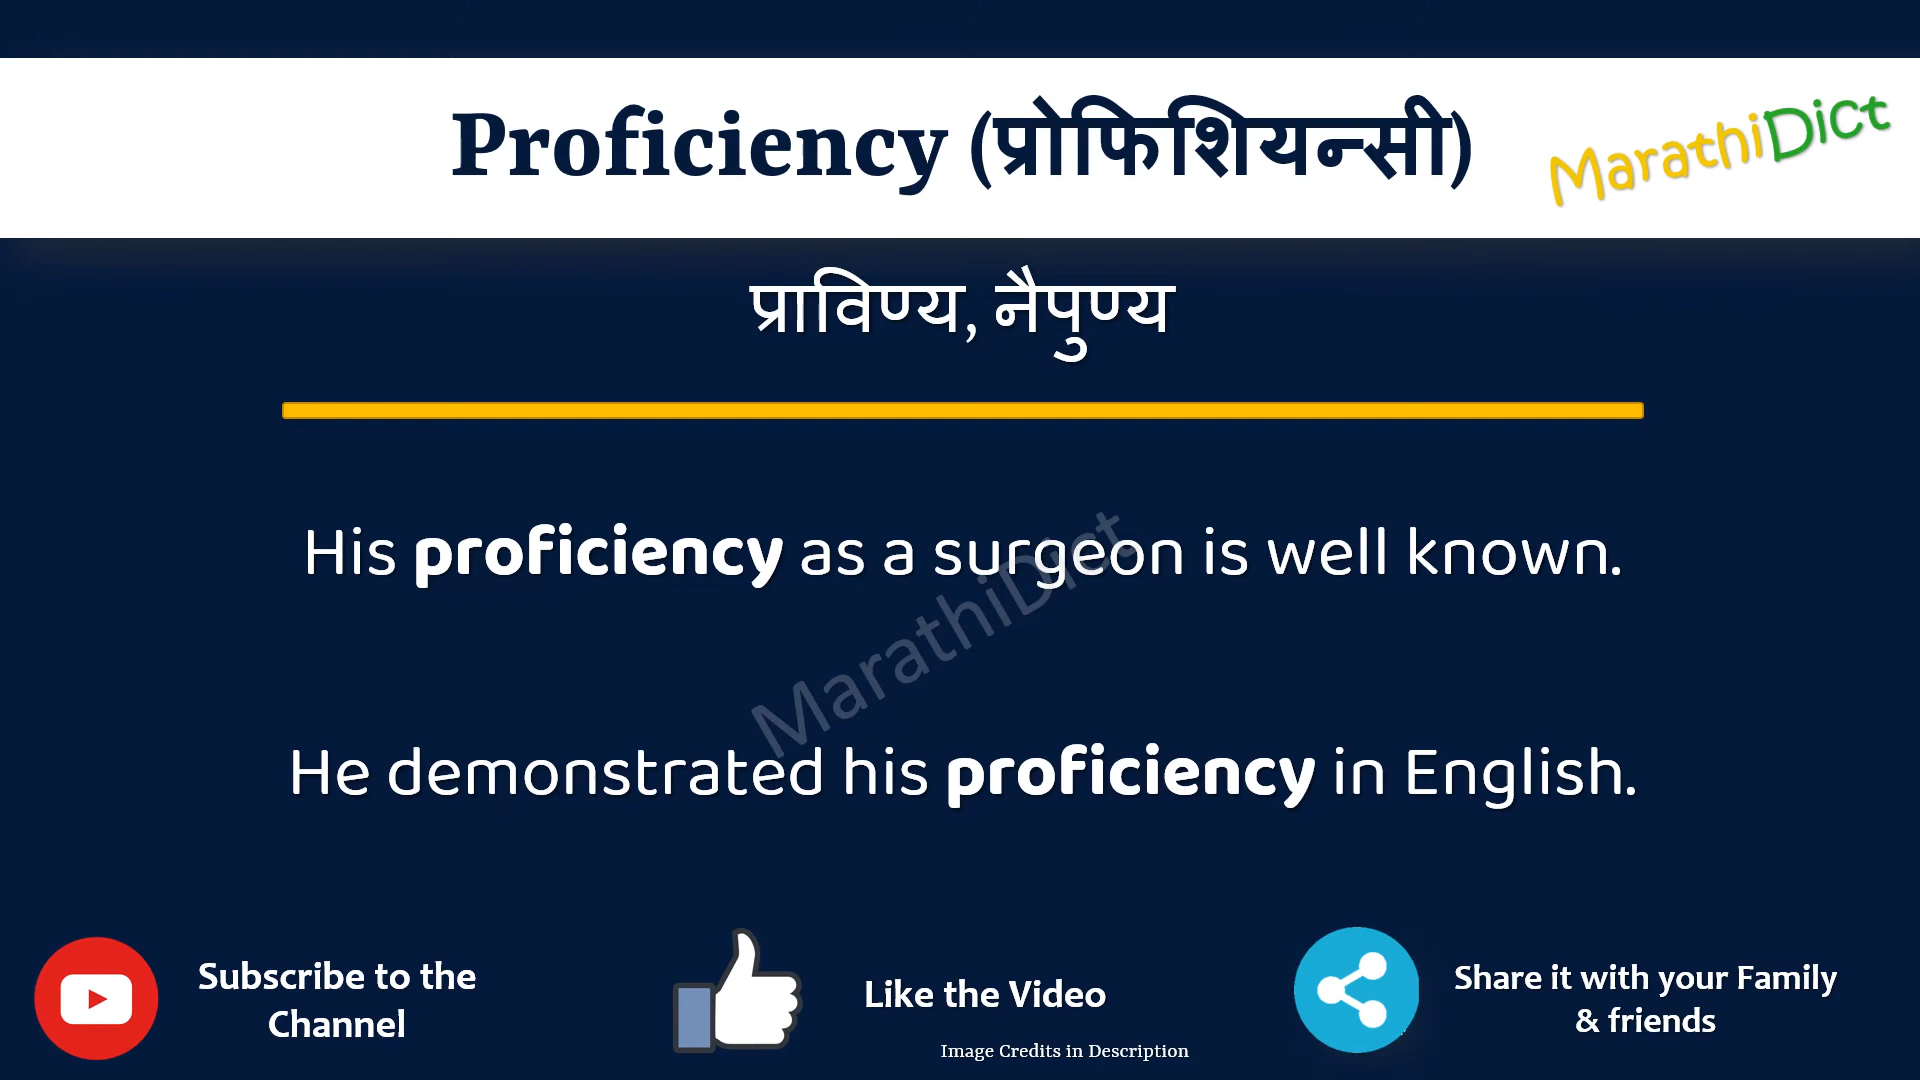 Proficiency (प्रोफिशियन्सी)
MarathiDict
प्राविण्य, नैपुण्य
His proficiency as a surgeon is well known.
MarathiDict
He demonstrated his proficiency in English.
Subscribe to the
Channel
Like the Video
Share it with your Family
& friends
Image Credits in Description